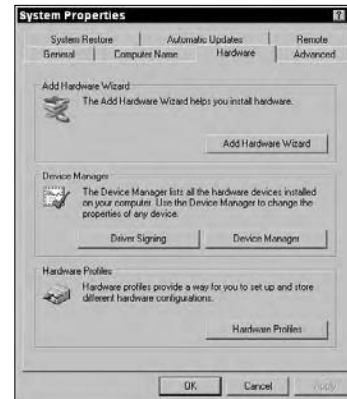 System Properties
System Restore Automatic Updates Remote
General Computer Name Hardware Advanced
Add Hardware Wizard
The Add Hardware Wizard helps you install hardware.
Add Hardware Wizard
Device Manager
The Device Manager lists all the hardware devices installed
on your computer. Use the Device Manager to change the
properties of any device.
Driver Signing Device Manager
Hardware Profiles
Hardware profiles provide a way for you to set up and store
different hardware configurations.
Hardware Profiles
OK Cancel Apply